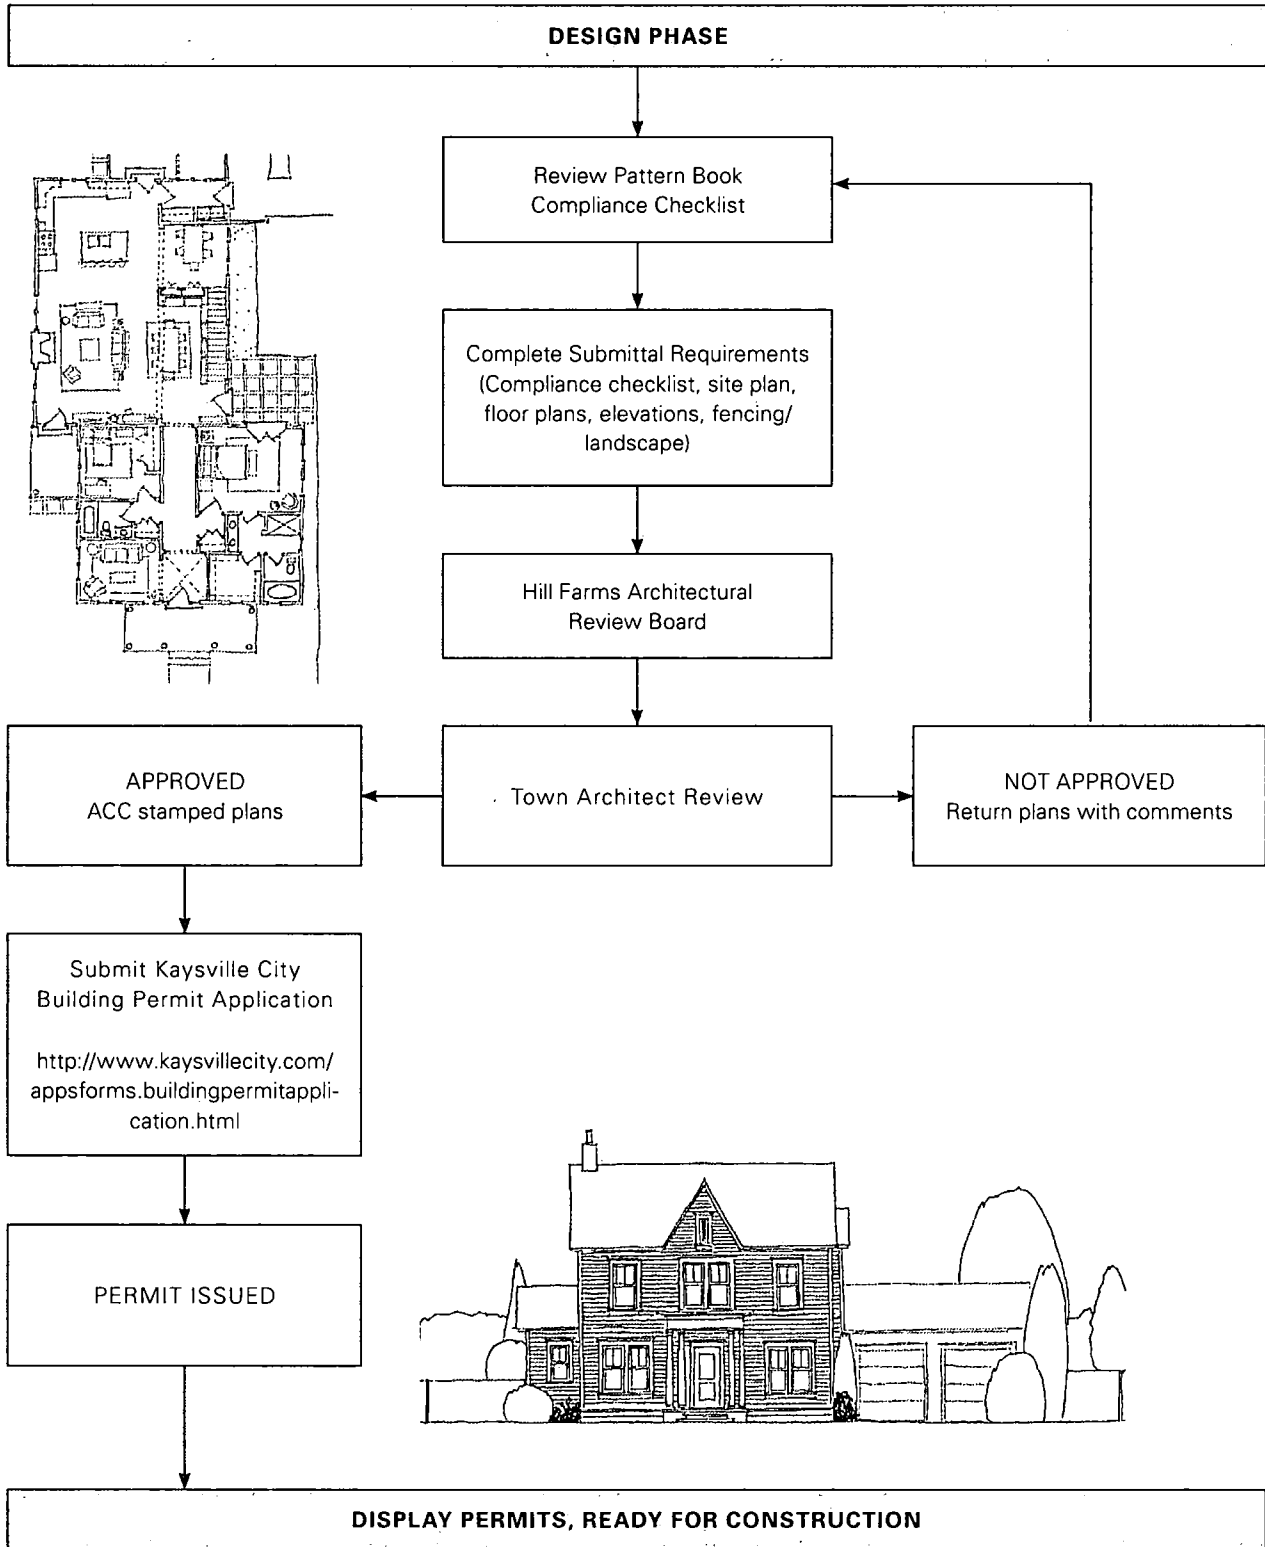 DESIGN PHASE
Review Pattern Book
Compliance Checklist
Complete Submittal Requirements
(Compliance checklist, site plan,
floor plans, elevations, fencing/
landscape)
Hill Farms Architectural
Review Board
APPROVED
ACC stamped plans
Town Architect Review
NOT APPROVED
Return plans with comments
Submit Kaysville City
Building Permit Application
http://www.kaysvillecity.com/
appsforms.buildingpermitappli-
cation.html
PERMIT ISSUED
DISPLAY PERMITS, READY FOR CONSTRUCTION